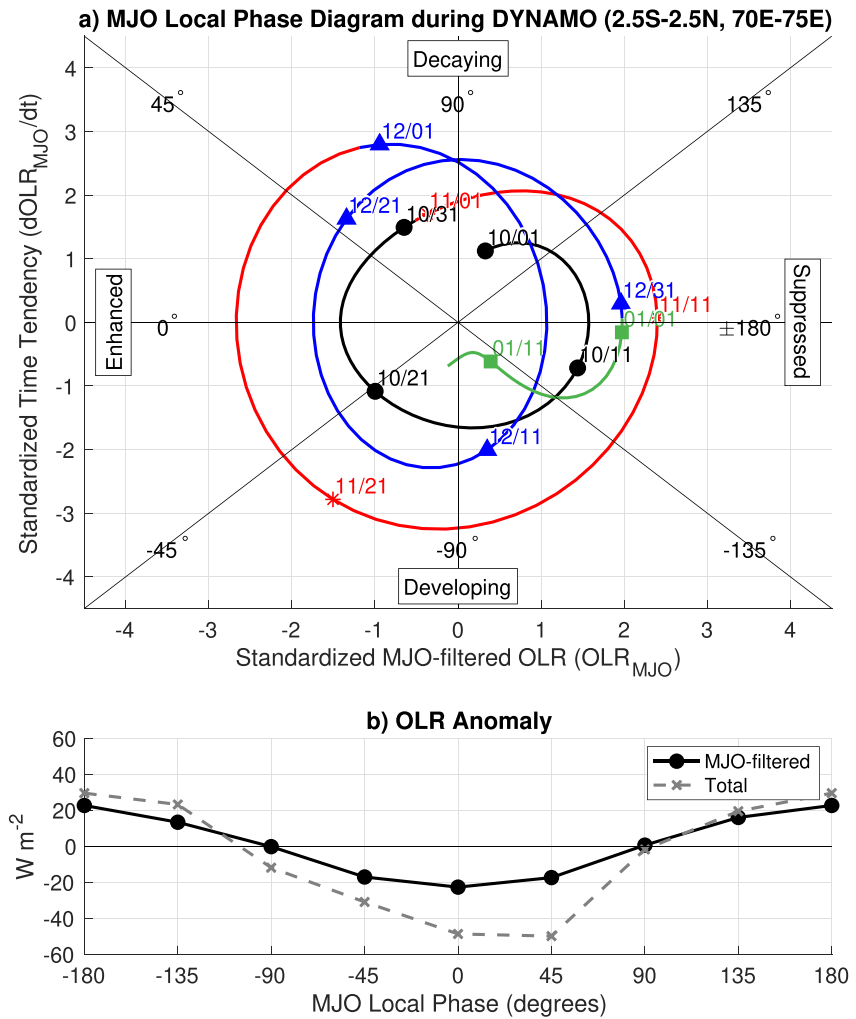 a) MJO Local Phase Diagram during DYNAMO (2.5S-2.5N, 70E-75E)
Standardized Time Tendency (dOLR_MJO/dt)
4
3
2
1
0
-1
-2
-3
-4
Decaying
45°
90°
135°
12/01
12/21
10/31
11/01
10/01
Enhanced
0°
12/31
11/11
01/01
±180°
Suppressed
01/11
10/11
10/21
12/11
11/21
-45°
-90°
-135°
Developing
-4 -3 -2 -1 0 1 2 3 4
Standardized MJO-filtered OLR (OLR_MJO)
b) OLR Anomaly
W m^-2
60
40
20
0
-20
-40
-60
MJO-filtered
Total
-180 -135 -90 -45 0 45 90 135 180
MJO Local Phase (degrees)